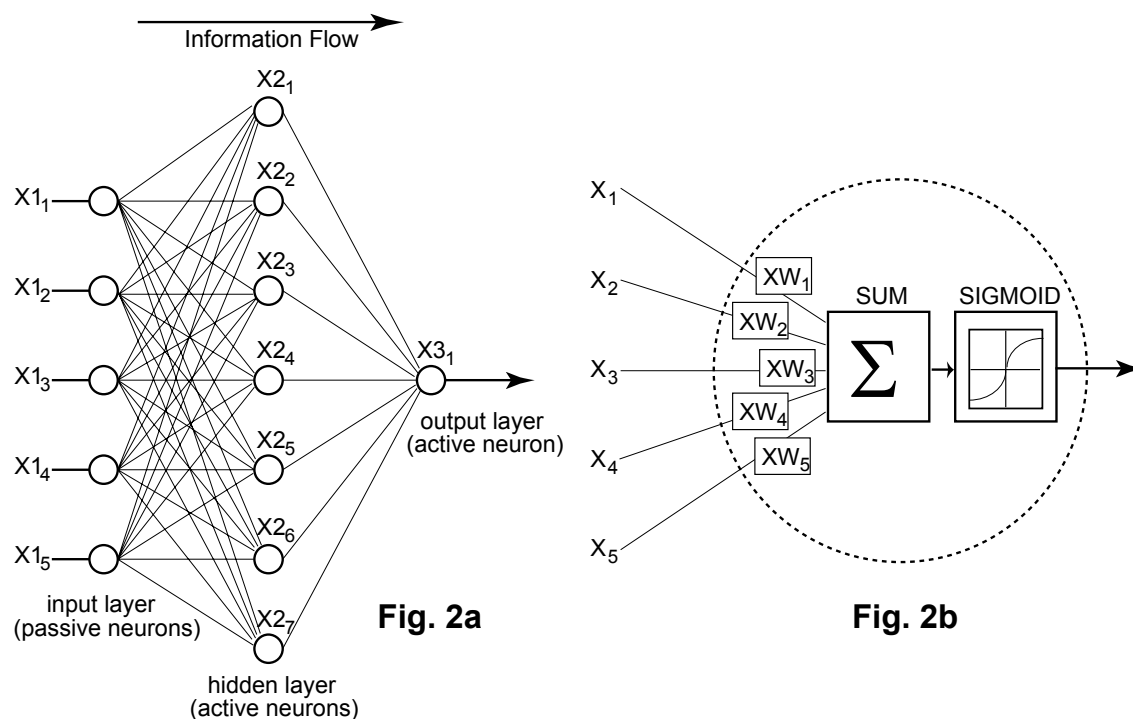 Information Flow
X2₁
X2₂
X2₃
X2₄
X2₅
X2₆
X2₇
X1₁
X1₂
X1₃
X1₄
X1₅
X3₁
input layer
(passive neurons)
hidden layer
(active neurons)
output layer
(active neuron)
Fig. 2a
X₁
X₂
X₃
X₄
X₅
XW₁
XW₂
XW₃
XW₄
XW₅
SUM
Σ
SIGMOID
Fig. 2b